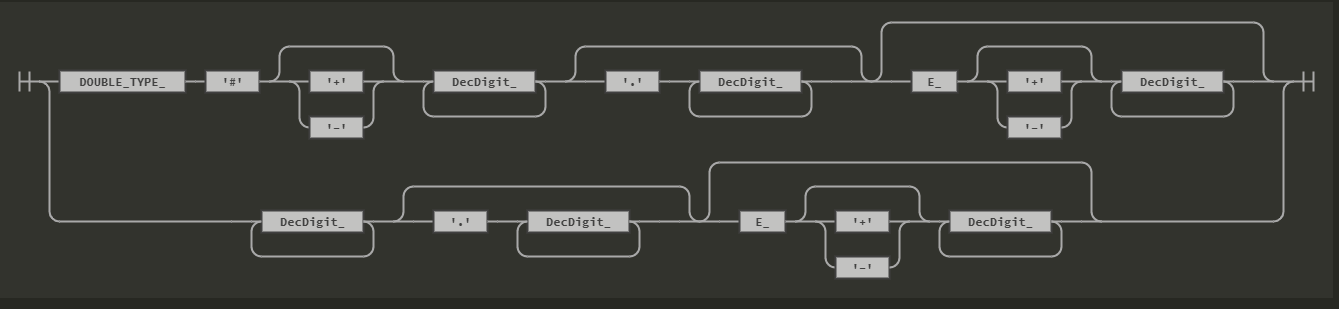 DOUBLE_TYPE_ '#' '+' DecDigit_ '.' DecDigit_ E_ '+' DecDigit_
'-' '-'
DecDigit_ '.' DecDigit_ E_ '+' DecDigit_
'-'